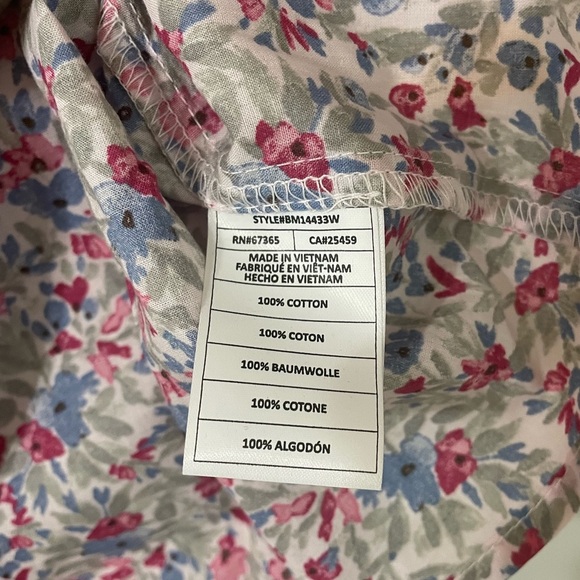 STYLE#BM14433W
RN#67365 CA#25459
MADE IN VIETNAM
FABRIQUÉ EN VIÊT-NAM
HECHO EN VIETNAM
100% COTTON
100% COTON
100% BAUMWOLLE
100% COTONE
100% ALGODÓN